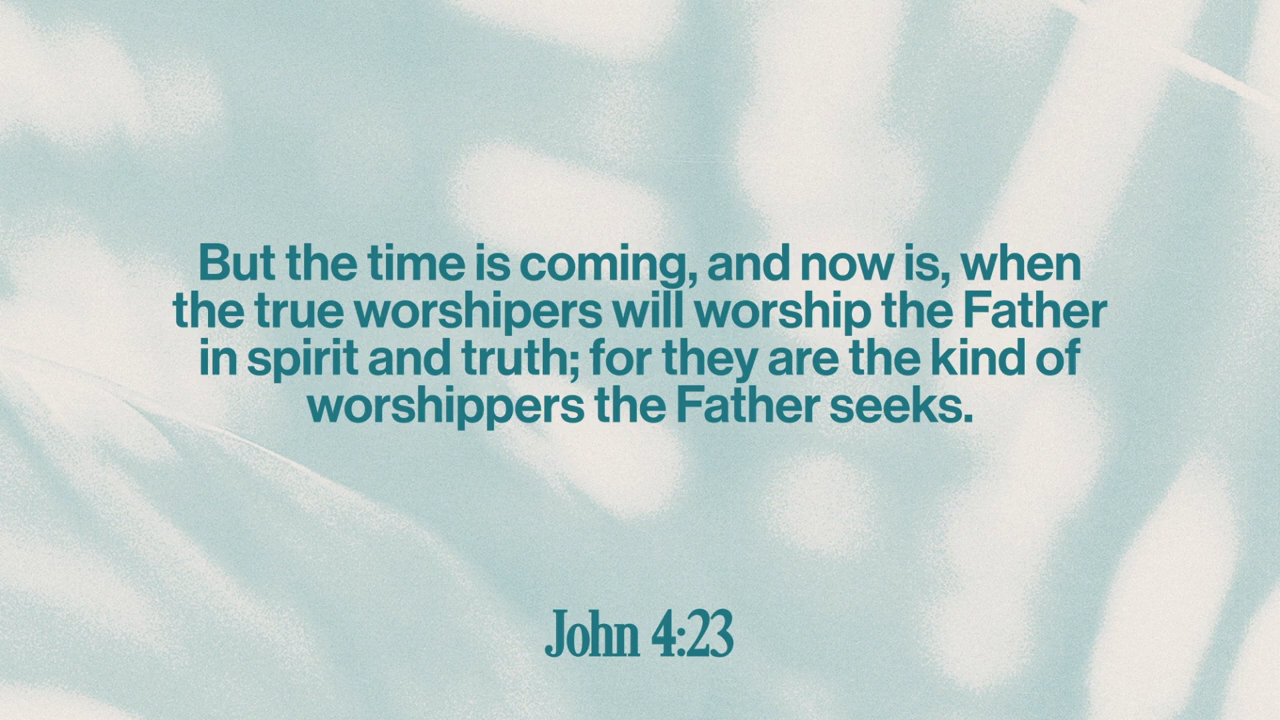 But the time is coming, and now is, when
the true worshipers will worship the Father
in spirit and truth; for they are the kind of
worshippers the Father seeks.
John 4:23